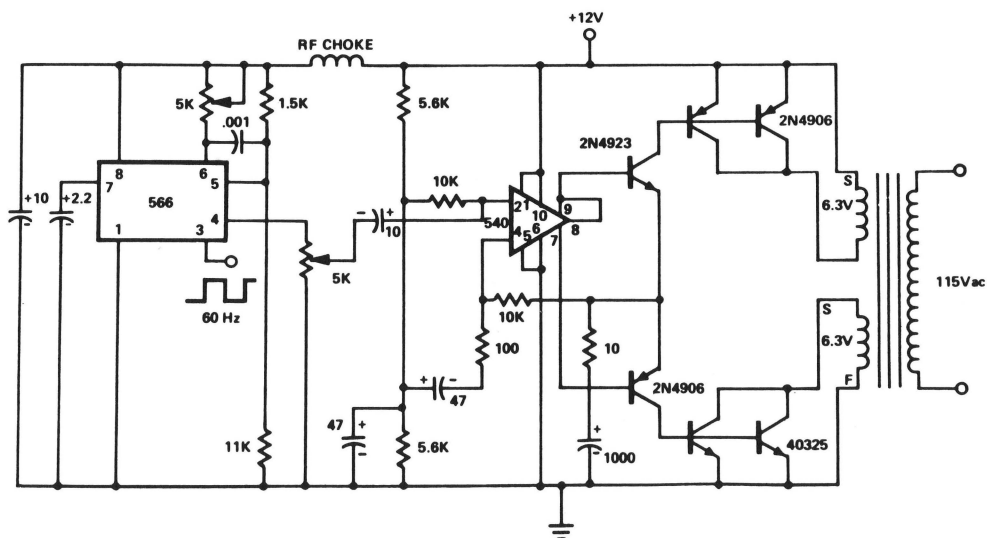 +12V
RF CHOKE
5K
1.5K
5.6K
.001
2N4923
2N4906
8
6
7
5
566
4
1
3
+10
-
+2.2
-
10K
-
+
10
5K
2
1
10
9
540
4
5
6
7
8
S
6.3V
115Vac
S
6.3V
F
60 Hz
10K
100
10
2N4906
+
-
47
47
+
-
11K
5.6K
+
-
1000
40325